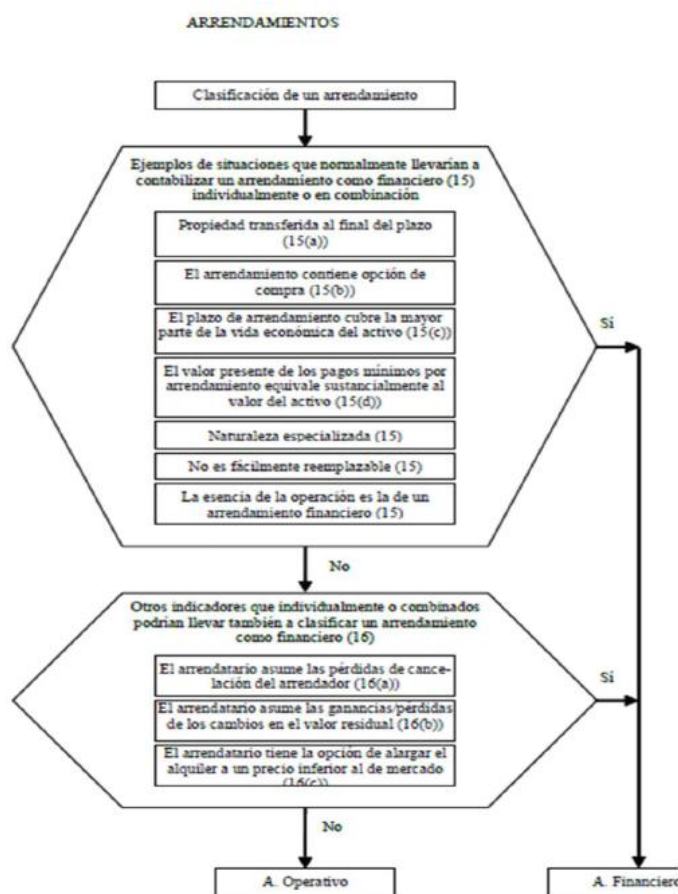 ARRENDAMIENTOS
Clasificación de un arrendamiento
Ejemplos de situaciones que normalmente llevarían a
contabilizar un arrendamiento como financiero (15)
individualmente o en combinación
Propiedad transferida al final del plazo
(15(a))
El arrendamiento contiene opción de
compra (15(b))
El plazo de arrendamiento cubre la mayor
parte de la vida económica del activo (15(c))
Sí
El valor presente de los pagos mínimos por
arrendamiento equivale sustancialmente al
valor del activo (15(d))
Naturaleza especializada (15)
No es fácilmente reemplazable (15)
La esencia de la operación es la de un
arrendamiento financiero (15)
No
Otros indicadores que individualmente o combinados
podrían llevar también a clasificar un arrendamiento
como financiero (16)
El arrendatario asume las pérdidas de cance-
lación del arrendador (16(a))
Sí
El arrendatario asume las ganancias/pérdidas
de los cambios en el valor residual (16(b))
El arrendatario tiene la opción de alargar el
alquiler a un precio inferior al de mercado
(16(c))
No
A. Operativo
A. Financiero